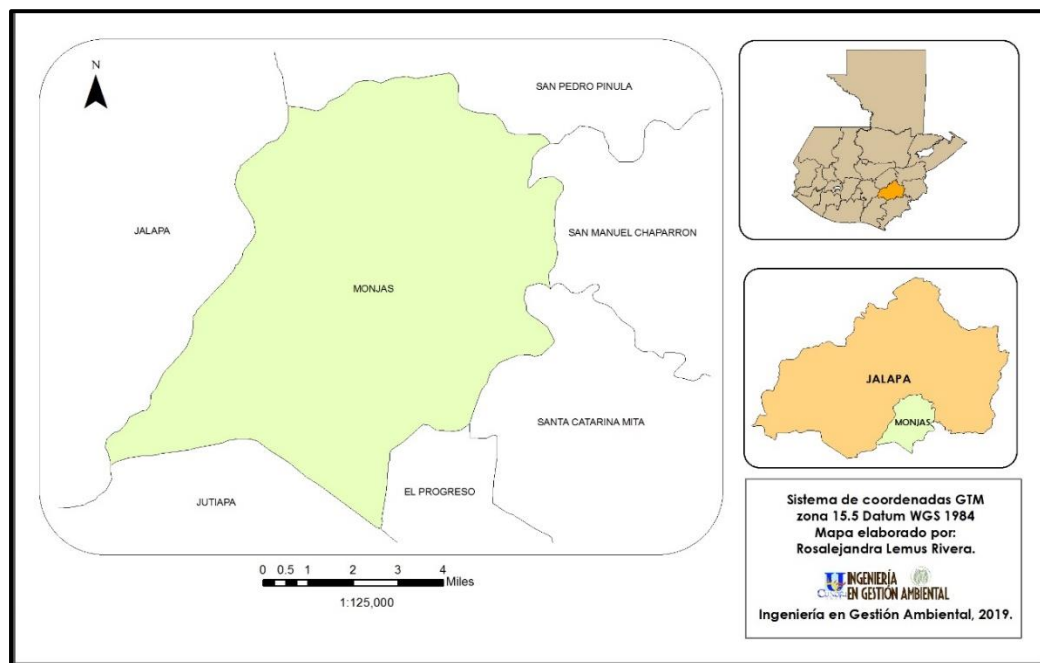 N
SAN PEDRO PINULA
JALAPA
SAN MANUEL CHAPARRON
MONJAS
SANTA CATARINA MITA
EL PROGRESO
JUTIAPA
0 0.5 1 2 3 4
Miles
1:125,000
JALAPA
MONJAS
Sistema de coordenadas GTM
zona 15.5 Datum WGS 1984
Mapa elaborado por:
Rosalejandra Lemus Rivera.
INGENIERÍA
EN GESTIÓN AMBIENTAL
Ingeniería en Gestión Ambiental, 2019.